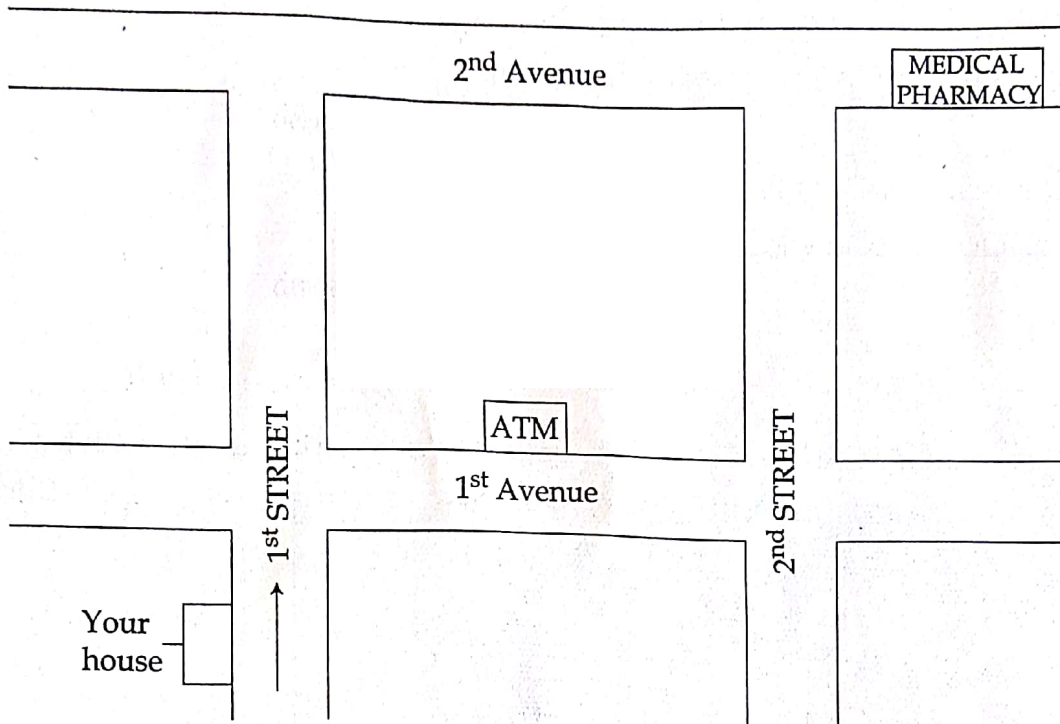 2nd Avenue
MEDICAL
PHARMACY
1st STREET
ATM
1st Avenue
2nd STREET
Your
house